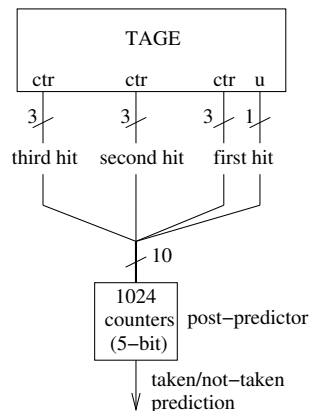 TAGE
ctr ctr ctr u
3 3 3 1
third hit second hit first hit
10
1024
counters
(5−bit)
post−predictor
taken/not−taken
prediction